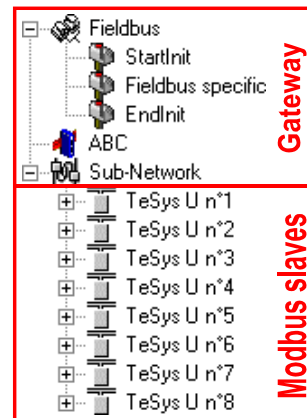 Fieldbus
StartInit
Fieldbus specific
EndInit
ABC
Sub-Network
Gateway
TeSys U n°1
TeSys U n°2
TeSys U n°3
TeSys U n°4
TeSys U n°5
TeSys U n°6
TeSys U n°7
TeSys U n°8
Modbus slaves